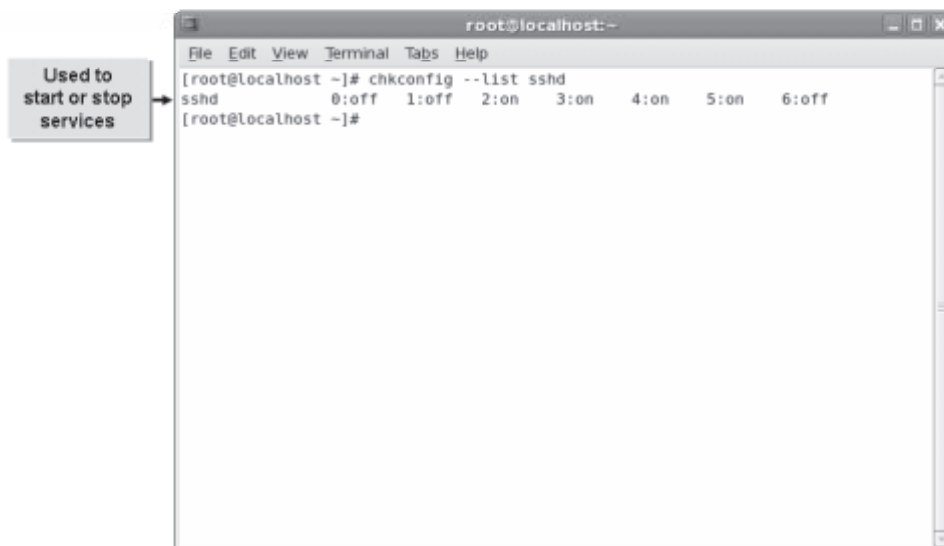 root@localhost:~
File Edit View Terminal Tabs Help
Used to
start or stop
services
[root@localhost ~]# chkconfig --list sshd
sshd 0:off 1:off 2:on 3:on 4:on 5:on 6:off
[root@localhost ~]#